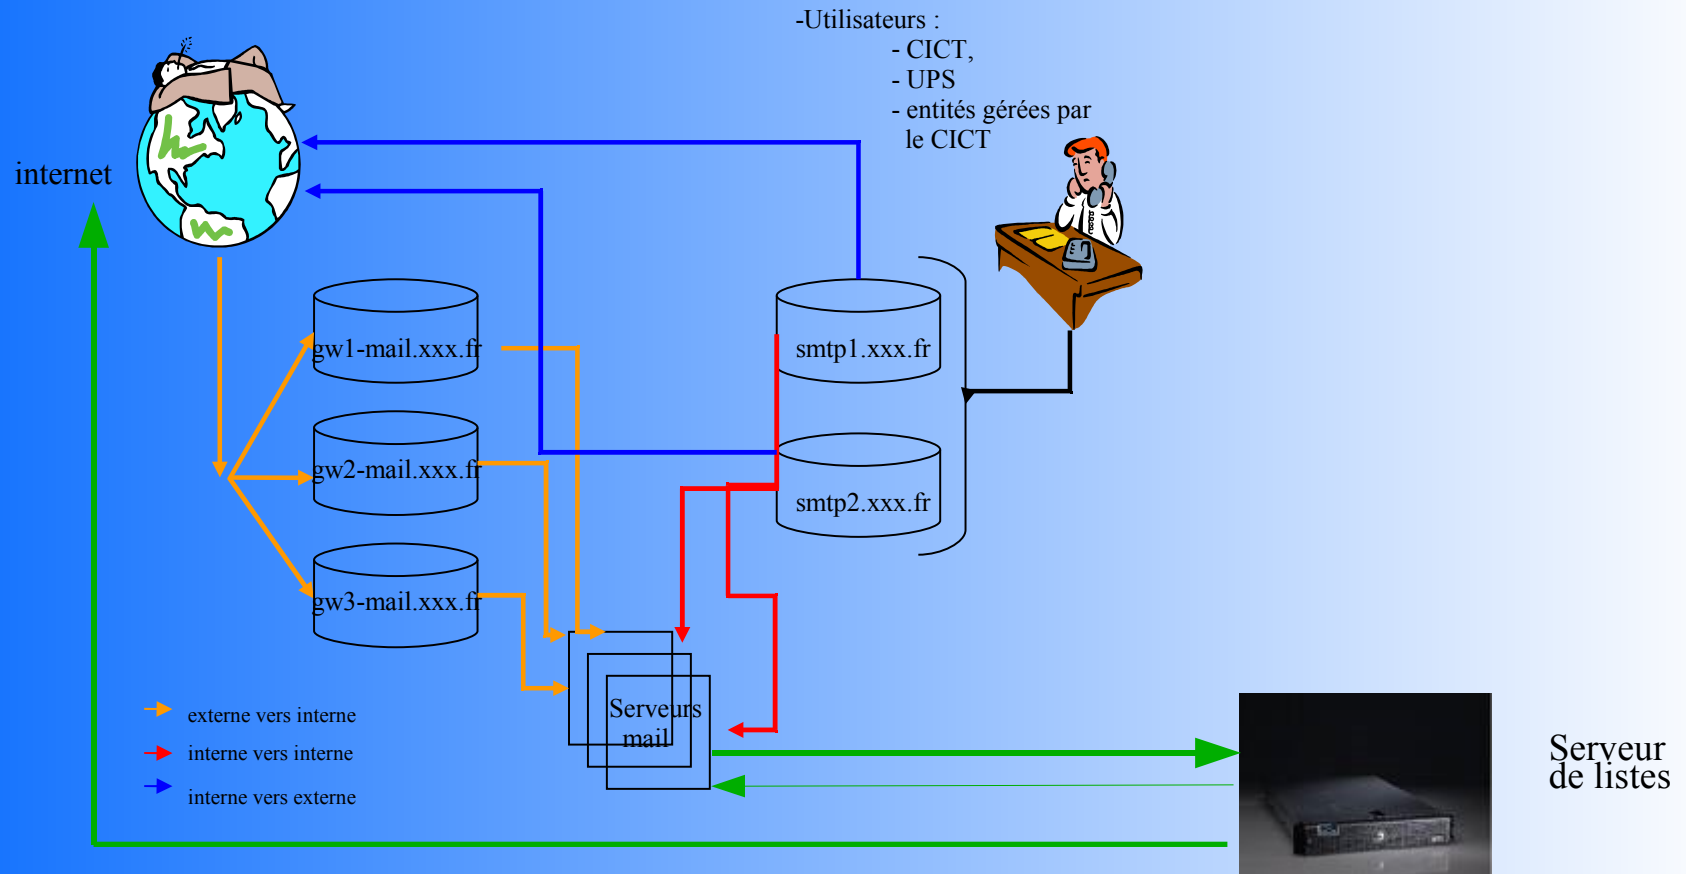 -Utilisateurs :
- CICT,
- UPS
- entités gérées par
le CICT
internet
gw1-mail.xxx.fr
smtp1.xxx.fr
gw2-mail.xxx.fr
smtp2.xxx.fr
gw3-mail.xxx.fr
externe vers interne
interne vers interne
interne vers externe
Serveurs
mail
Serveur
de listes